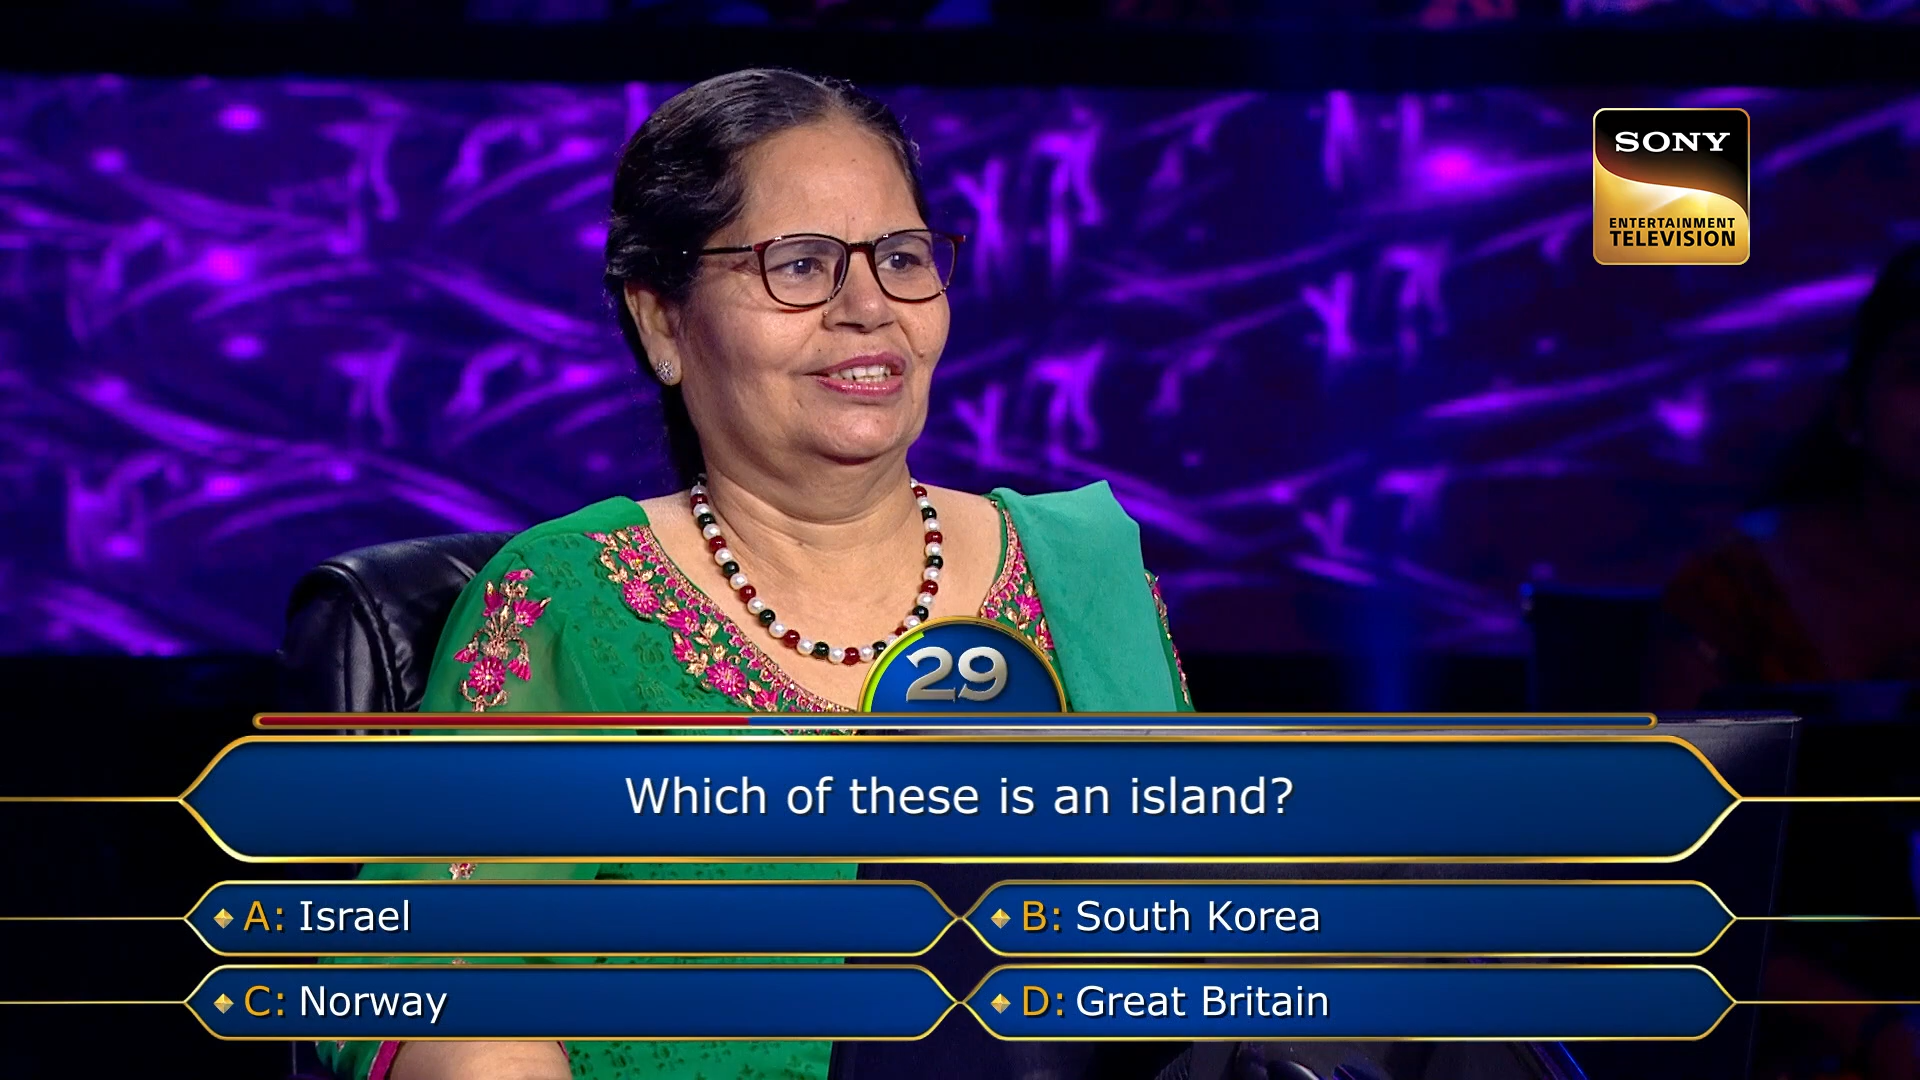 SONY
ENTERTAINMENT
TELEVISION
29
Which of these is an island?
A: Israel
B: South Korea
C: Norway
D: Great Britain